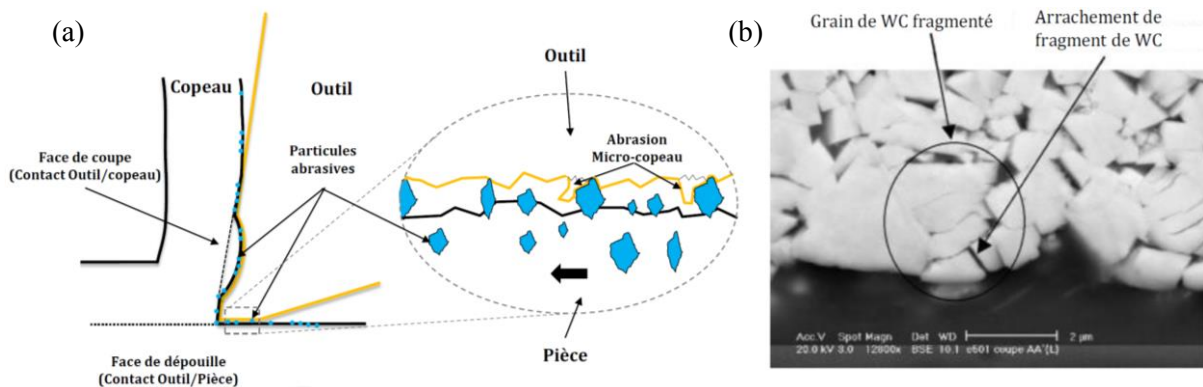 (a)
Copeau
Outil
Face de coupe
(Contact Outil/copeau)
Particules
abrasives
Face de dépouille
(Contact Outil/Pièce)
Outil
Abrasion
Micro-copeau
Pièce
(b)
Grain de WC fragmenté
Arrachement de
fragment de WC
Acc.V Spot Magn Det WD
20.0 kV 3.0 12800x BSE 10.1 e601 coupe AA'(L)
2 µm